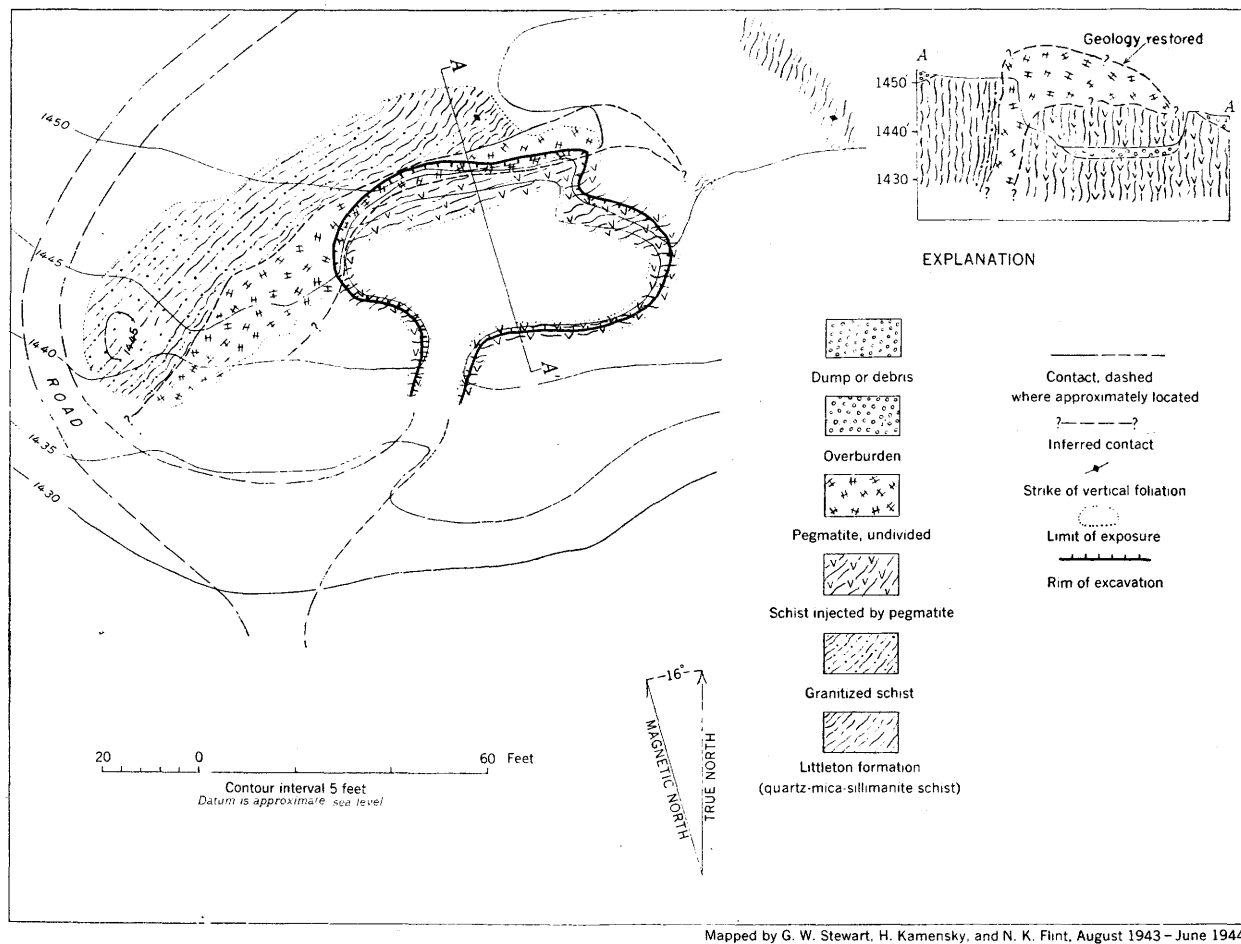 A
A'
1450
1445
1440
1445
1435
1430
ROAD
?
?
?
Geology restored
A
A
1450'
1440'
1430
?
?
?
?
?
EXPLANATION
Dump or debris
Overburden
Pegmatite, undivided
Schist injected by pegmatite
Granitized schist
Littleton formation
(quartz-mica-sillimanite schist)
Contact, dashed
where approximately located
?—————?
Inferred contact
Strike of vertical foliation
Limit of exposure
Rim of excavation
-16°-
MAGNETIC NORTH
TRUE NORTH
20 0 60 Feet
Contour interval 5 feet
Datum is approximate sea level
Mapped by G. W. Stewart, H. Kamensky, and N. K. Flint, August 1943 – June 1944